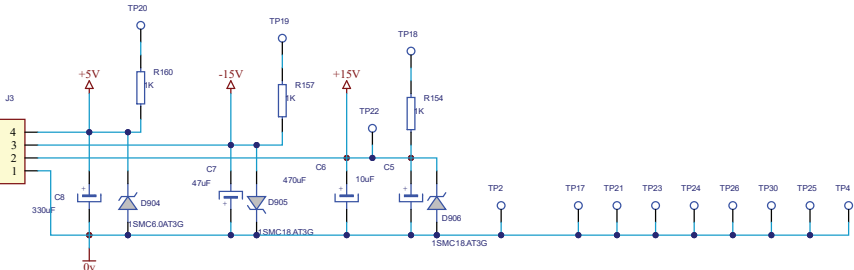 TP20
TP19
TP18
+5V
R160
1K
-15V
R157
1K
+15V
TP22
R154
1K
J3
4
3
2
1
C8
330uF
D904
1SMC6.0AT3G
C7
47uF
D905
1SMC18.AT3G
470uF
C6
10uF
C5
D906
1SMC18.AT3G
TP2
TP17
TP21
TP23
TP24
TP26
TP30
TP25
TP4
0v